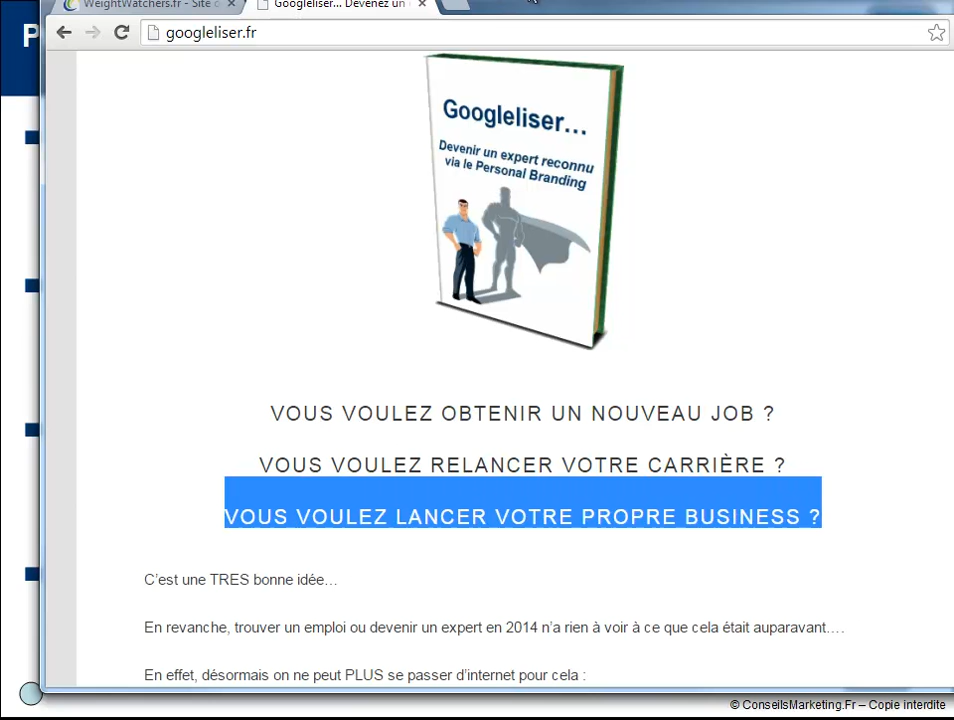 P
WeightWatchers.fr - Site
Googleliser... Devenez un
googleliser.fr
Googleliser...
Devenir un expert reconnu
via le Personal Branding
VOUS VOULEZ OBTENIR UN NOUVEAU JOB ?
VOUS VOULEZ RELANCER VOTRE CARRIÈRE ?
VOUS VOULEZ LANCER VOTRE PROPRE BUSINESS ?
C'est une TRES bonne idée...
En revanche, trouver un emploi ou devenir un expert en 2014 n'a rien à voir à ce que cela était auparavant....
En effet, désormais on ne peut PLUS se passer d'internet pour cela :
© ConseilsMarketing.Fr – Copie interdite